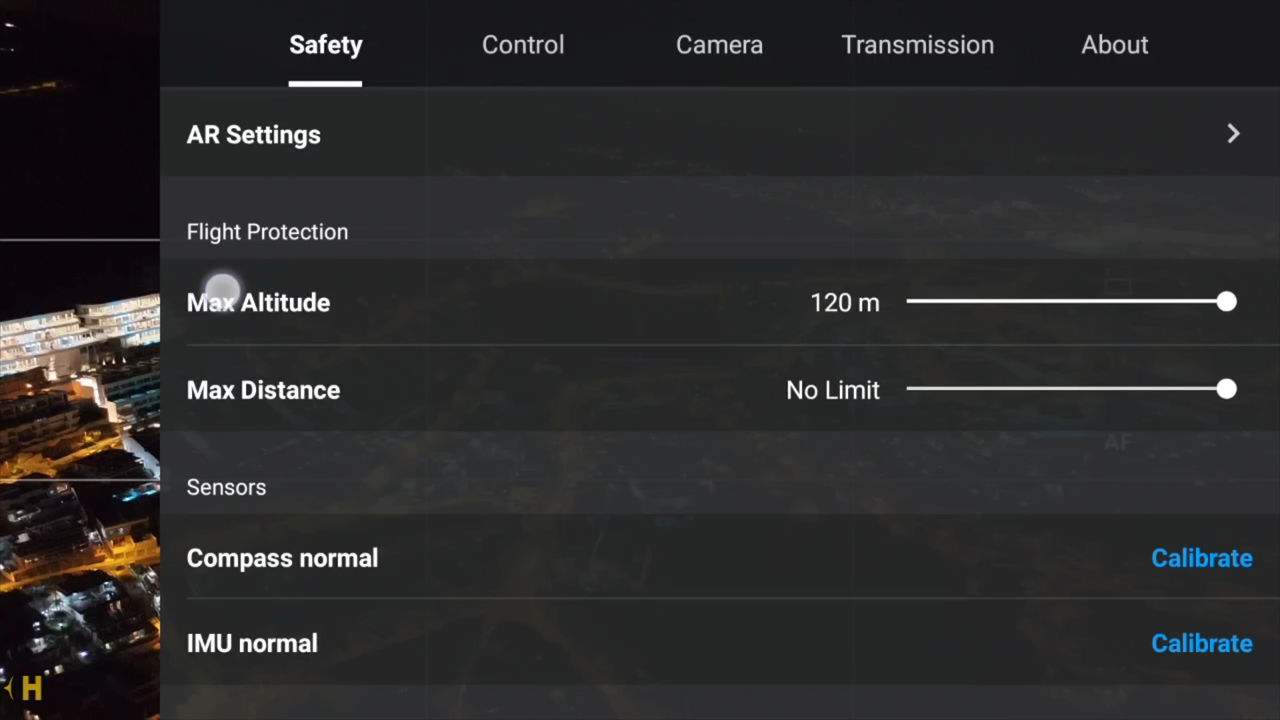 Safety Control Camera Transmission About
AR Settings
Flight Protection
Max Altitude 120 m
Max Distance No Limit
AF
Sensors
Compass normal Calibrate
IMU normal Calibrate
H